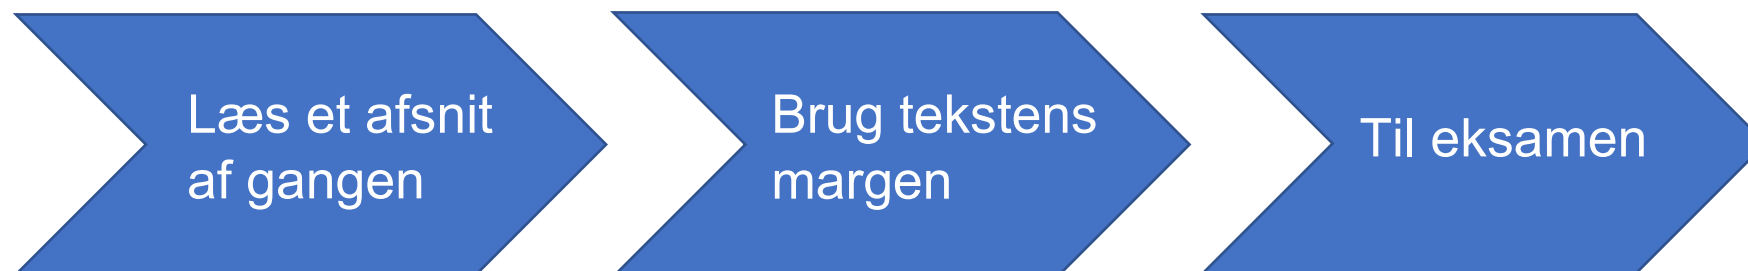 Læs et afsnit
af gangen
Brug tekstens
margen
Til eksamen